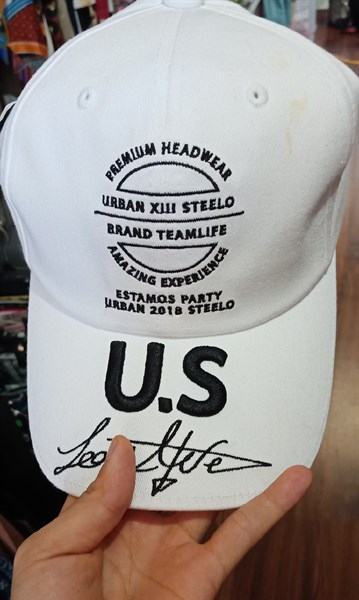 PREMIUM HEADWEAR
URBAN XIII STEELO
BRAND TEAMLIFE
AMAZING EXPERIENCE
ESTAMOS PARTY
URBAN 2018 STEELO
U.S